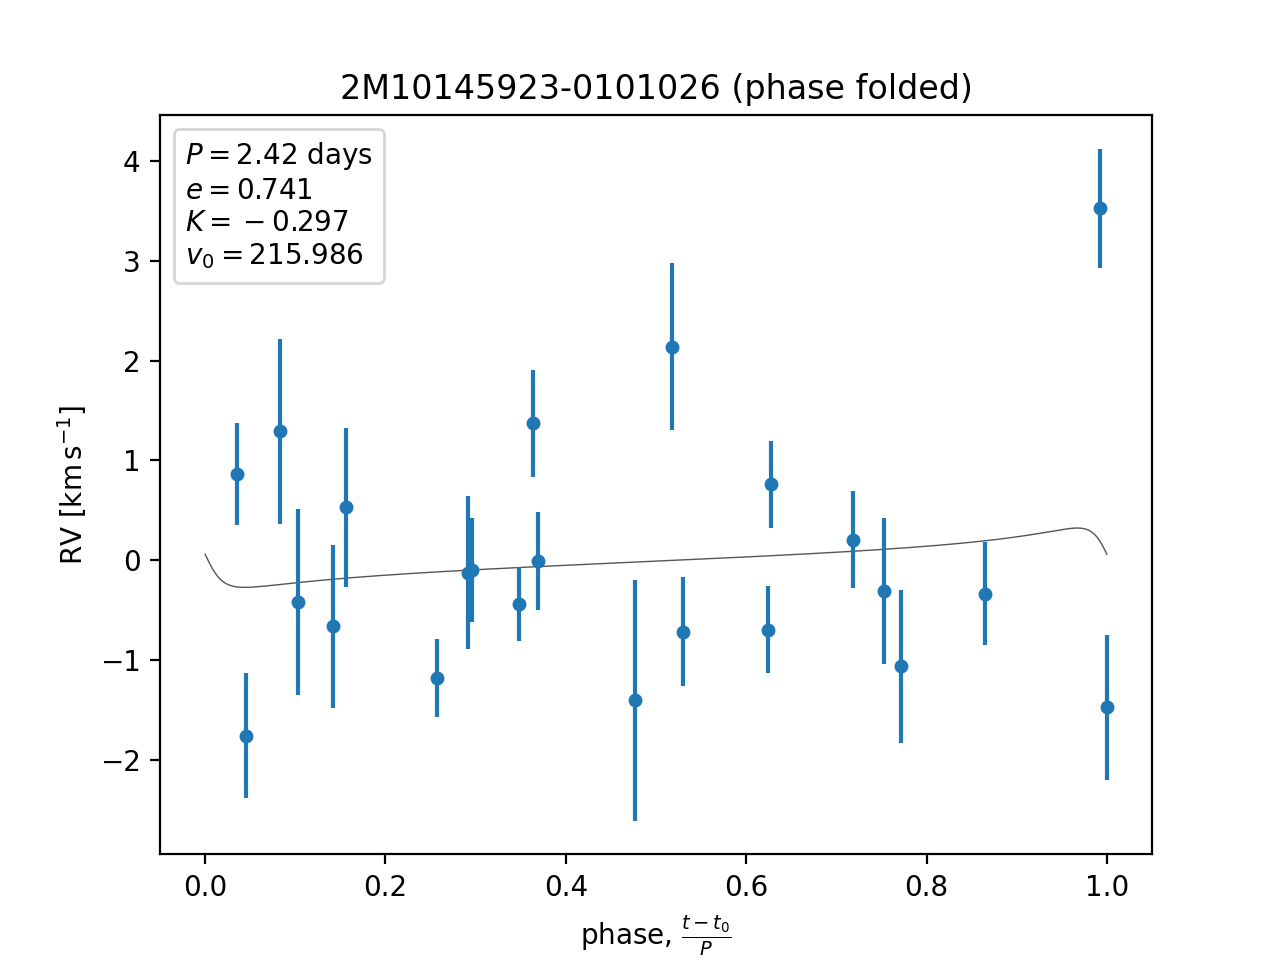 2M10145923-0101026 (phase folded)
P = 2.42 days
e = 0.741
K = −0.297
v₀ = 215.986
4
3
2
1
0
−1
−2
RV [km s⁻¹]
0.0 0.2 0.4 0.6 0.8 1.0
phase, (t − t₀)/P